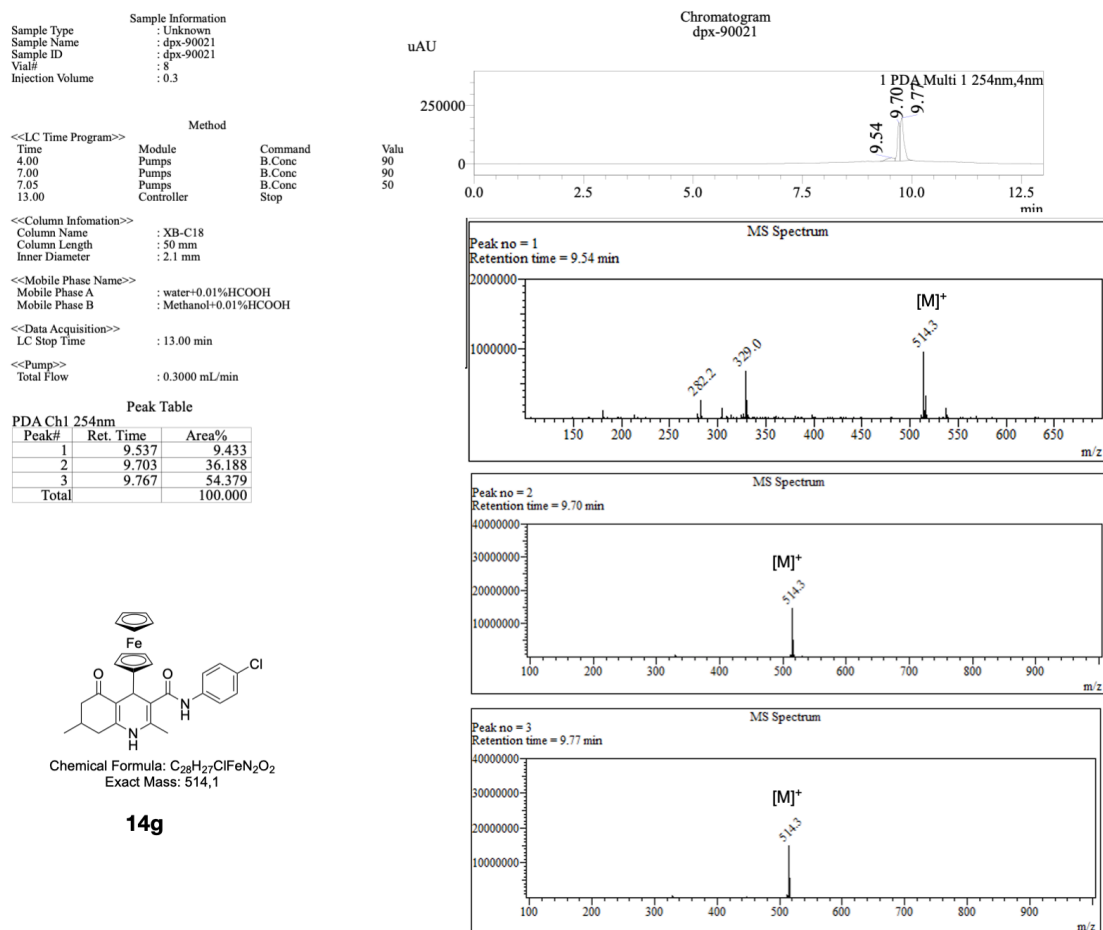 Sample Information
Sample Type : Unknown
Sample Name : dpx-90021
Sample ID : dpx-90021
Vial# : 8
Injection Volume : 0.3
Method
<<LC Time Program>>
Time Module Command Valu
4.00 Pumps B.Conc 90
7.00 Pumps B.Conc 90
7.05 Pumps B.Conc 50
13.00 Controller Stop
<<Column Infomation>>
Column Name : XB-C18
Column Length : 50 mm
Inner Diameter : 2.1 mm
<<Mobile Phase Name>>
Mobile Phase A : water+0.01%HCOOH
Mobile Phase B : Methanol+0.01%HCOOH
<<Data Acquisition>>
LC Stop Time : 13.00 min
<<Pump>>
Total Flow : 0.3000 mL/min
Peak Table
PDA Ch1 254nm
Peak# Ret. Time Area%
1 9.537 9.433
2 9.703 36.188
3 9.767 54.379
Total 100.000
Fe
O
O
Cl
N
H
N
H
Chemical Formula: C28H27ClFeN2O2
Exact Mass: 514,1
14g
Chromatogram
dpx-90021
uAU
1 PDA Multi 1 254nm,4nm
250000
0
9.54
9.70
9.77
0.0 2.5 5.0 7.5 10.0 12.5
min
MS Spectrum
Peak no = 1
Retention time = 9.54 min
2000000
1000000
282.2
329.0
[M]+
514.3
150 200 250 300 350 400 450 500 550 600 650
m/z
MS Spectrum
Peak no = 2
Retention time = 9.70 min
40000000
30000000
20000000
10000000
[M]+
514.3
100 200 300 400 500 600 700 800 900
m/z
MS Spectrum
Peak no = 3
Retention time = 9.77 min
40000000
30000000
20000000
10000000
[M]+
514.3
100 200 300 400 500 600 700 800 900
m/z